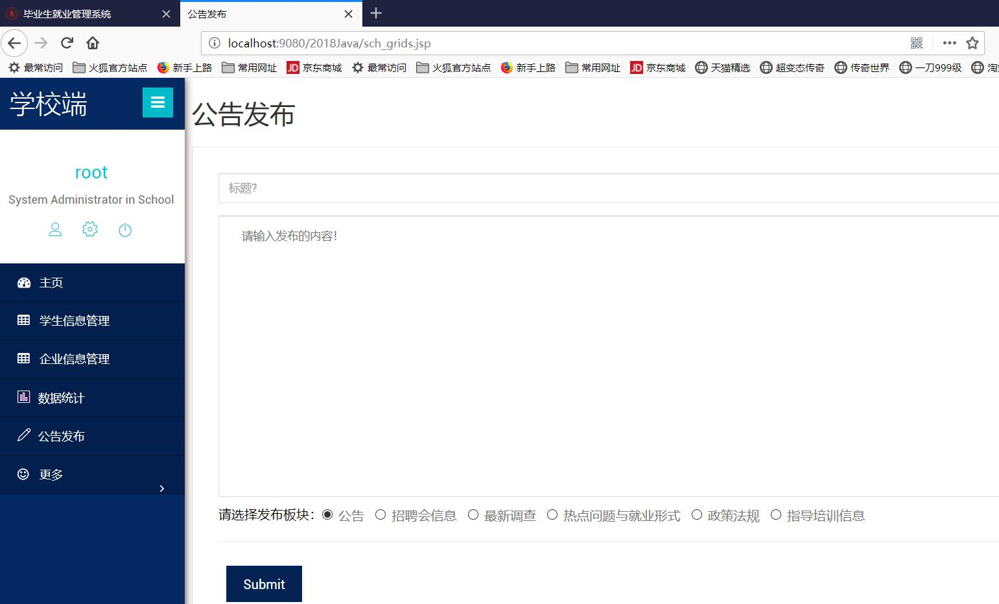 毕业生就业管理系统
公告发布
localhost:9080/2018Java/sch_grids.jsp
最常访问 火狐官方站点 新手上路 常用网址 JD 京东商城 最常访问 火狐官方站点 新手上路 常用网址 JD 京东商城 天猫精选 超变态传奇 传奇世界 一刀999级
学校端
root
System Administrator in School
主页
学生信息管理
企业信息管理
数据统计
公告发布
更多
公告发布
标题?
请输入发布的内容!
请选择发布板块: 公告 招聘会信息 最新调查 热点问题与就业形式 政策法规 指导培训信息
Submit